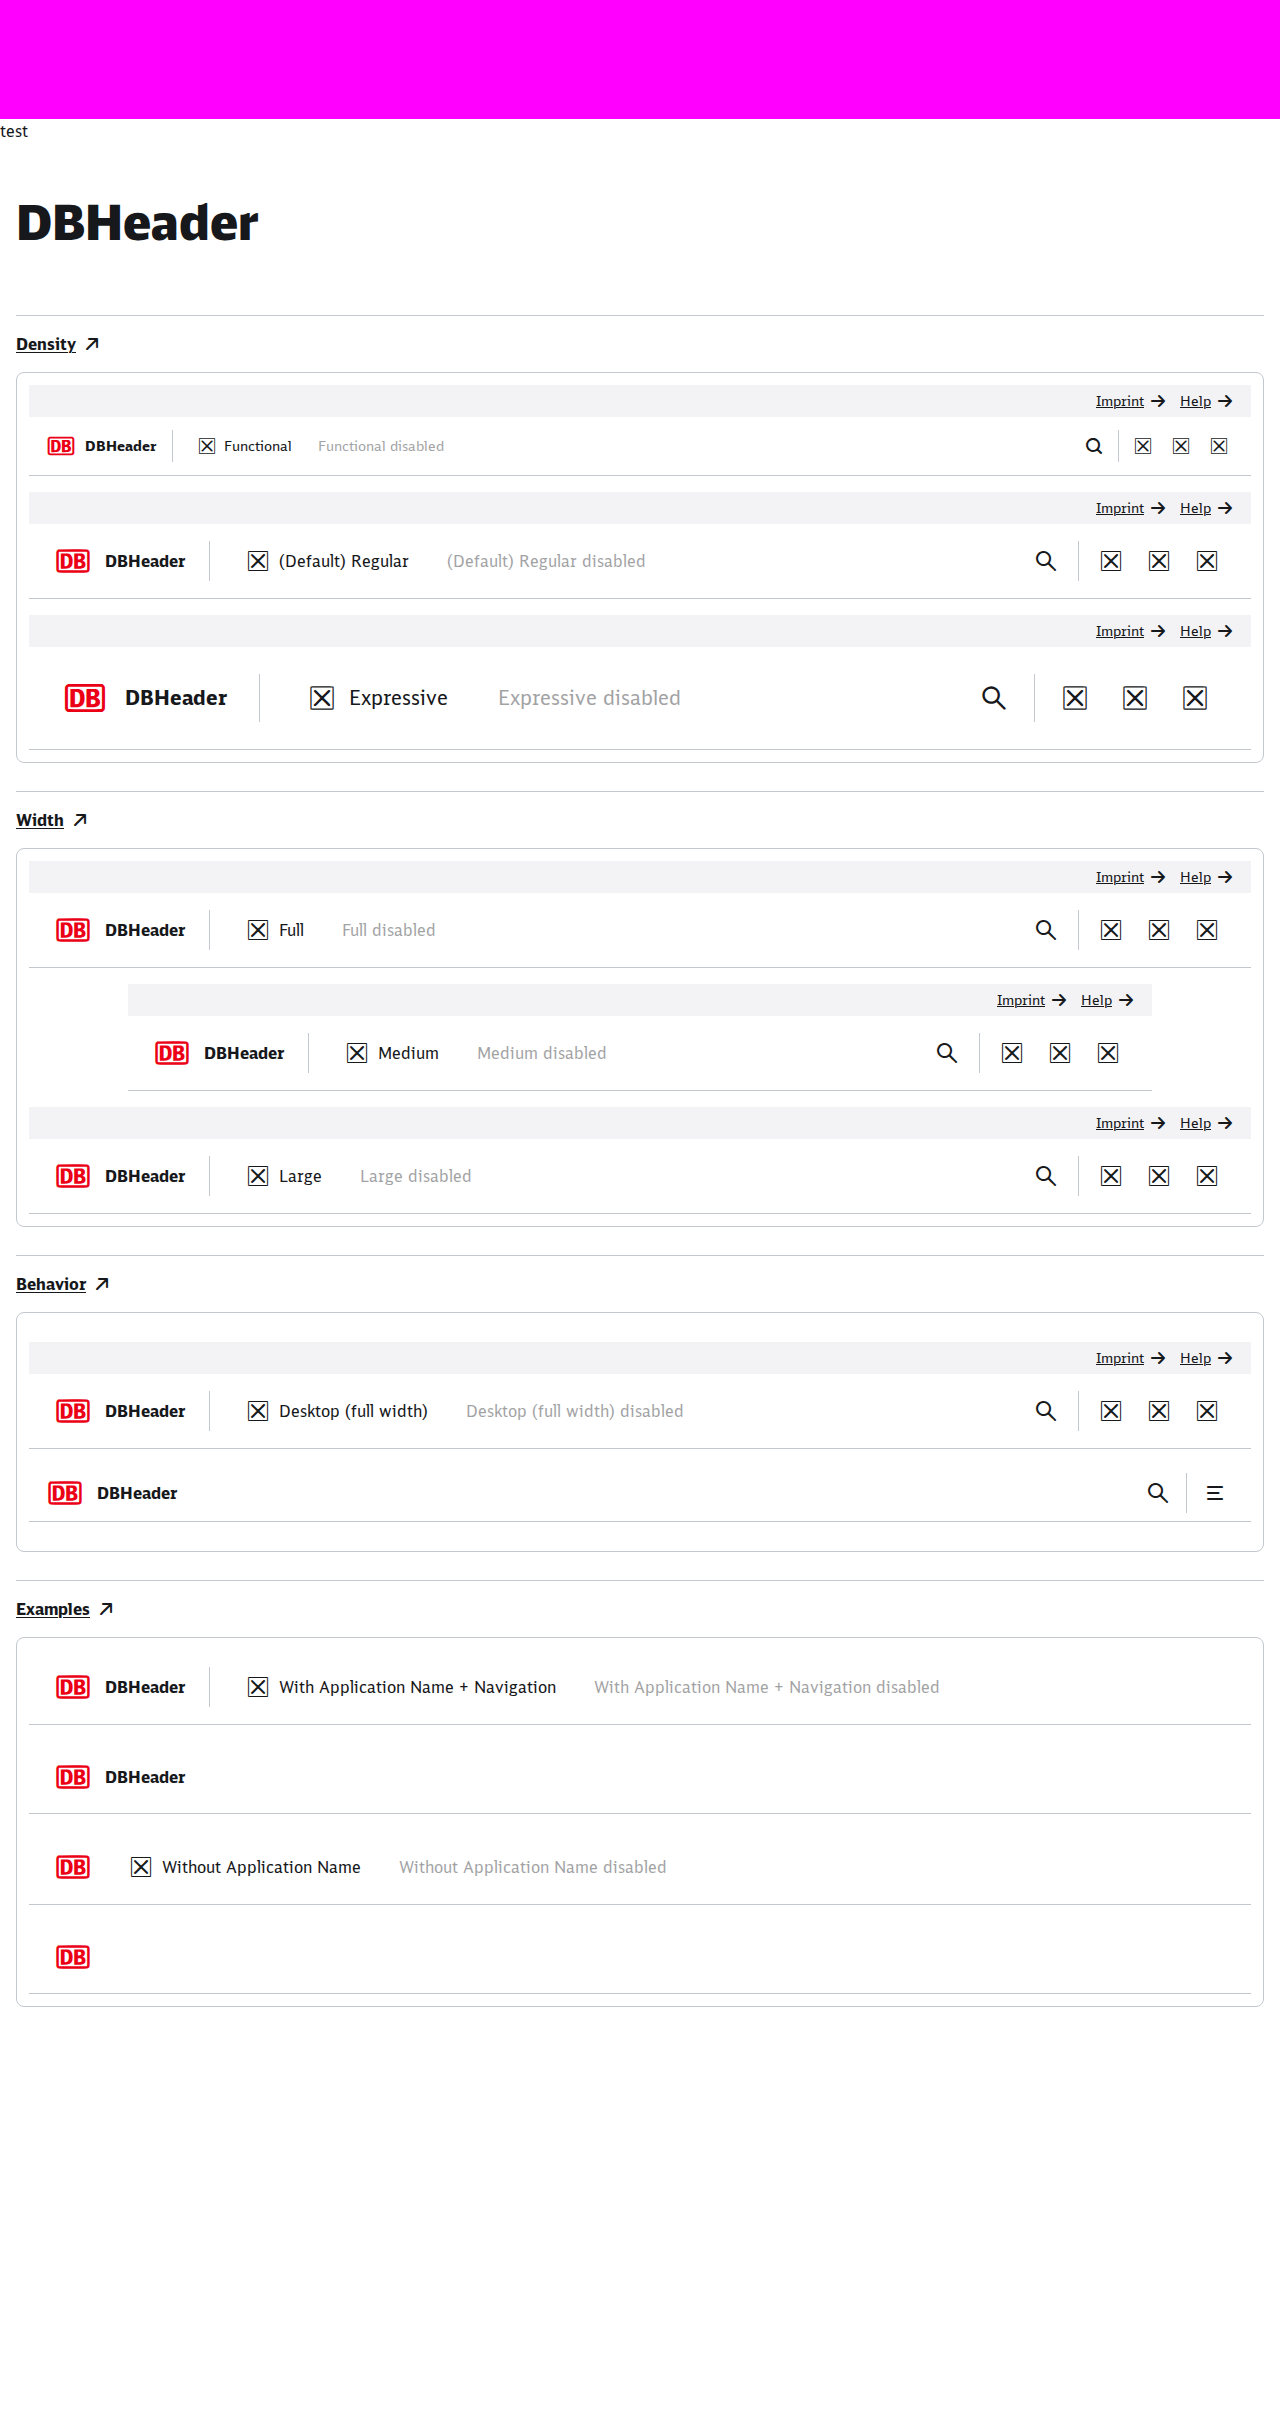 test
DBHeader
Density
Imprint Help
DB DBHeader Functional Functional disabled
Imprint Help
DB DBHeader (Default) Regular (Default) Regular disabled
Imprint Help
DB DBHeader Expressive Expressive disabled
Width
Imprint Help
DB DBHeader Full Full disabled
Imprint Help
DB DBHeader Medium Medium disabled
Imprint Help
DB DBHeader Large Large disabled
Behavior
Imprint Help
DB DBHeader Desktop (full width) Desktop (full width) disabled
DB DBHeader
Examples
DB DBHeader With Application Name + Navigation With Application Name + Navigation disabled
DB DBHeader
DB Without Application Name Without Application Name disabled
DB